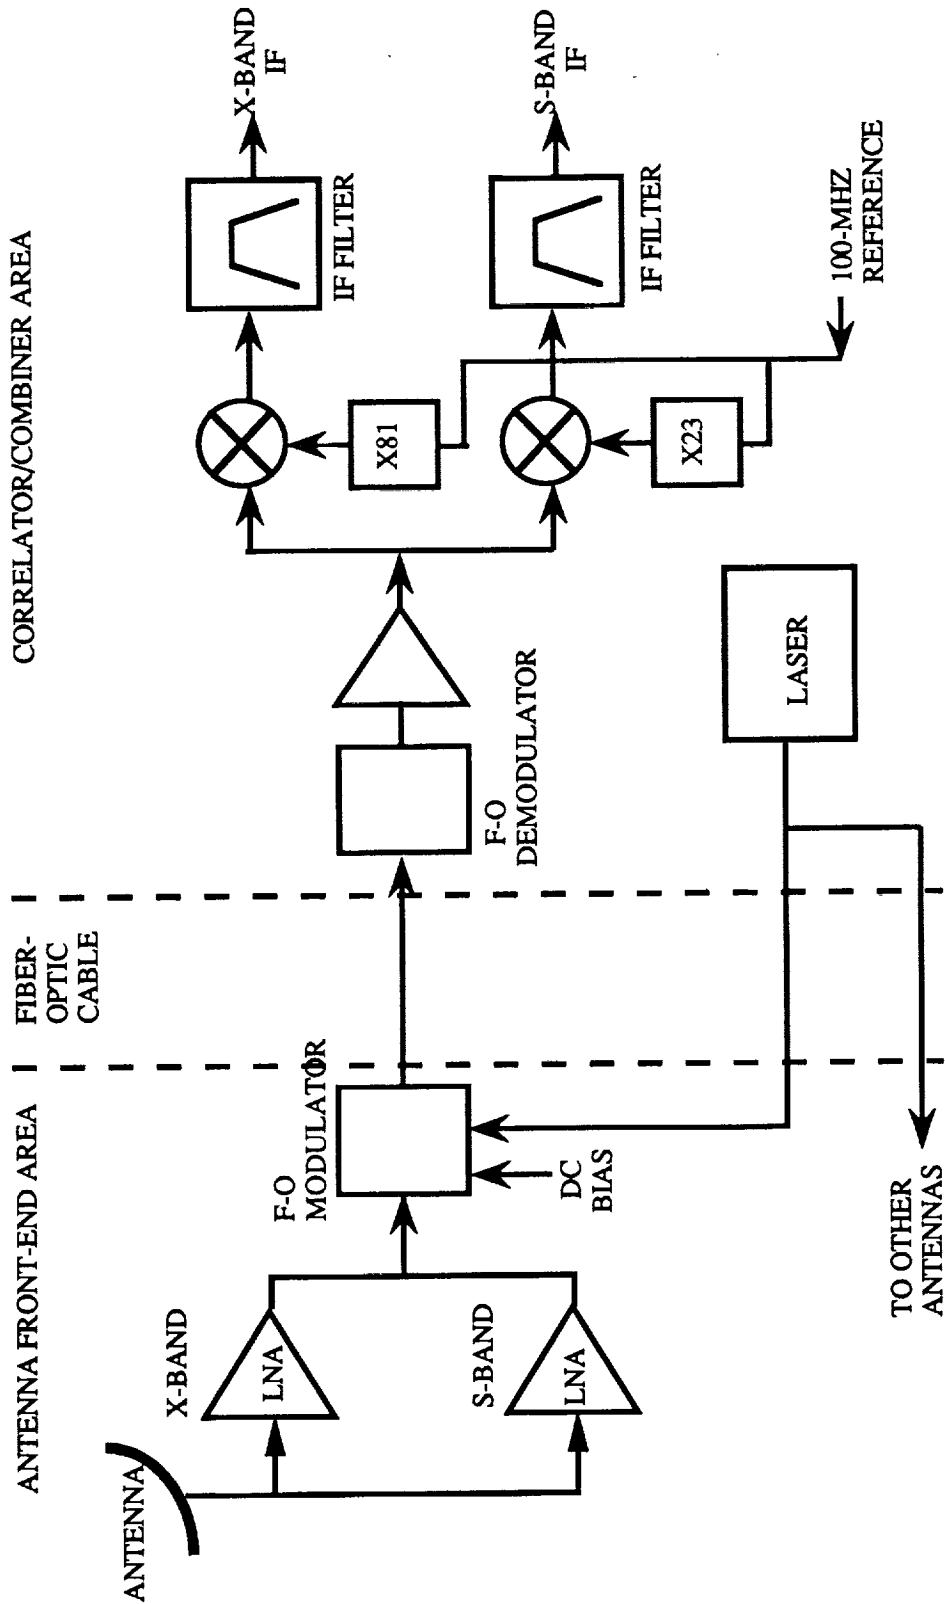 ANTENNA FRONT-END AREA
FIBER-
OPTIC
CABLE
CORRELATOR/COMBINER AREA
ANTENNA
X-BAND
LNA
S-BAND
LNA
F-O
MODULATOR
DC
BIAS
F-O
DEMODULATOR
LASER
TO OTHER
ANTENNAS
X81
X23
IF FILTER
IF FILTER
X-BAND
IF
S-BAND
IF
100-MHZ
REFERENCE